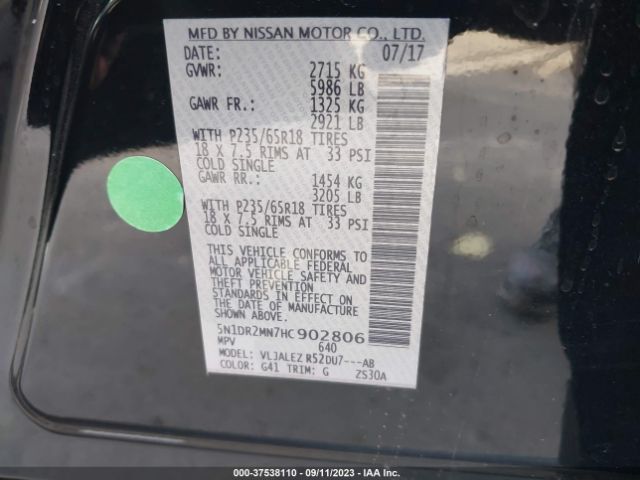 MFD BY NISSAN MOTOR CO., LTD.
DATE: 07/17
GVWR: 2715 KG
5986 LB
GAWR FR.: 1325 KG
2921 LB
WITH P235/65R18 TIRES
18 X 7.5 RIMS AT 33 PSI
COLD SINGLE
GAWR RR.: 1454 KG
3205 LB
WITH P235/65R18 TIRES
18 X 7.5 RIMS AT 33 PSI
COLD SINGLE
THIS VEHICLE CONFORMS TO
ALL APPLICABLE FEDERAL
MOTOR VEHICLE SAFETY AND
THEFT PREVENTION
STANDARDS IN EFFECT ON
THE DATE OF MANUFACTURE
SHOWN ABOVE.
5N1DR2MN7HC902806
MPV 640
MODEL: VLJALEZ R52DU7---AB
COLOR: G41 TRIM: G ZS30A
000-37538110 - 09/11/2023 - IAA Inc.